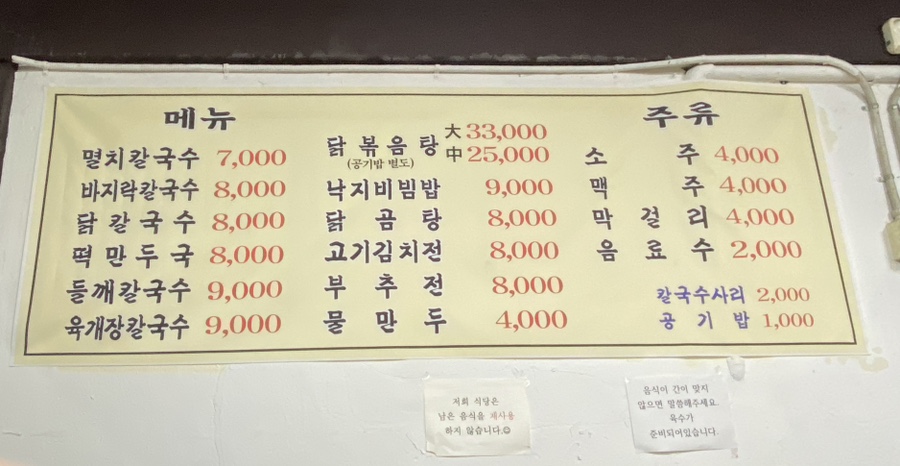 메뉴
멸치칼국수 7,000
바지락칼국수 8,000
닭칼국수 8,000
떡만두국 8,000
들깨칼국수 9,000
육개장칼국수 9,000
닭볶음탕 大 33,000
(공기밥 별도) 中 25,000
낙지비빔밥 9,000
닭곰탕 8,000
고기김치전 8,000
부추전 8,000
물만두 4,000
주류
소주 4,000
맥주 4,000
막걸리 4,000
음료수 2,000
칼국수사리 2,000
공기밥 1,000
저희 식당은
남은 음식을 재사용
하지 않습니다.☺
음식이 간이 맞지
않으면 말씀해주세요.
육수가
준비되어있습니다.